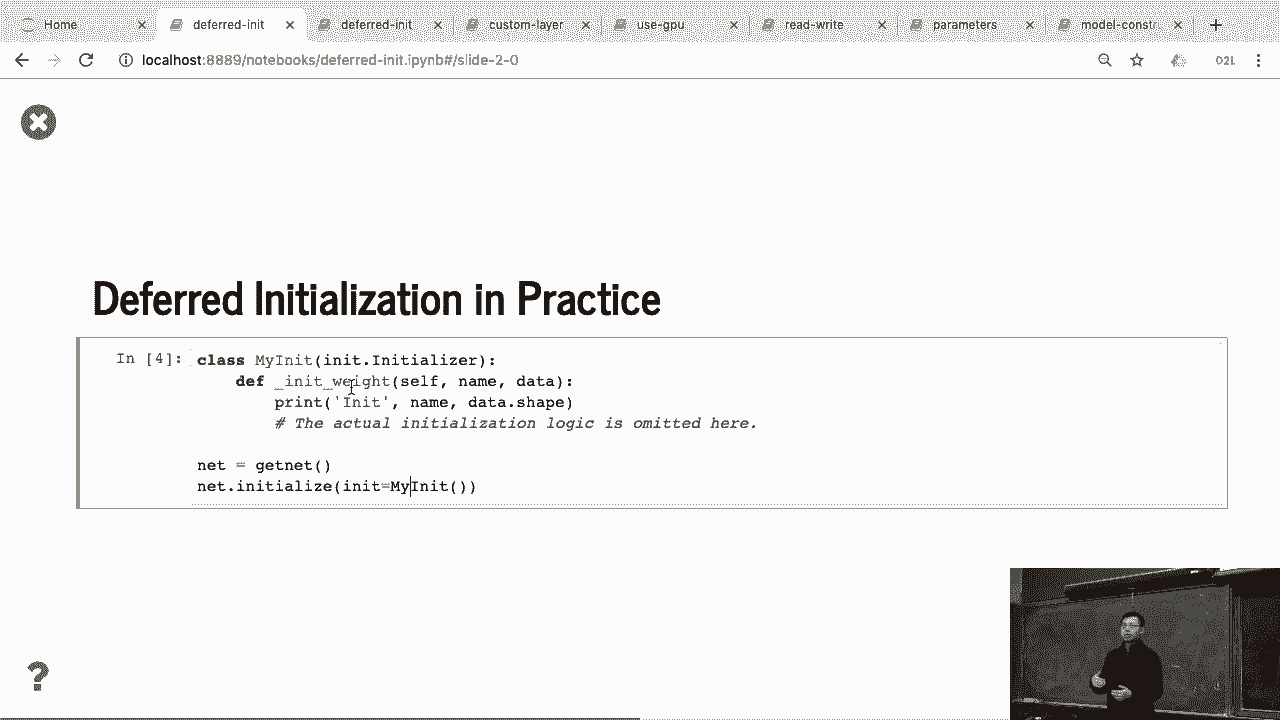 Home
deferred-init
deferred-init
custom-layer
use-gpu
read-write
parameters
model-constr
localhost:8889/notebooks/deferred-init.ipynb#/slide-2-0
D2L
Deferred Initialization in Practice
In [4]:
class MyInit(init.Initializer):
    def _init_weight(self, name, data):
        print('Init', name, data.shape)
        # The actual initialization logic is omitted here.
net = getnet()
net.initialize(init=MyInit())
?